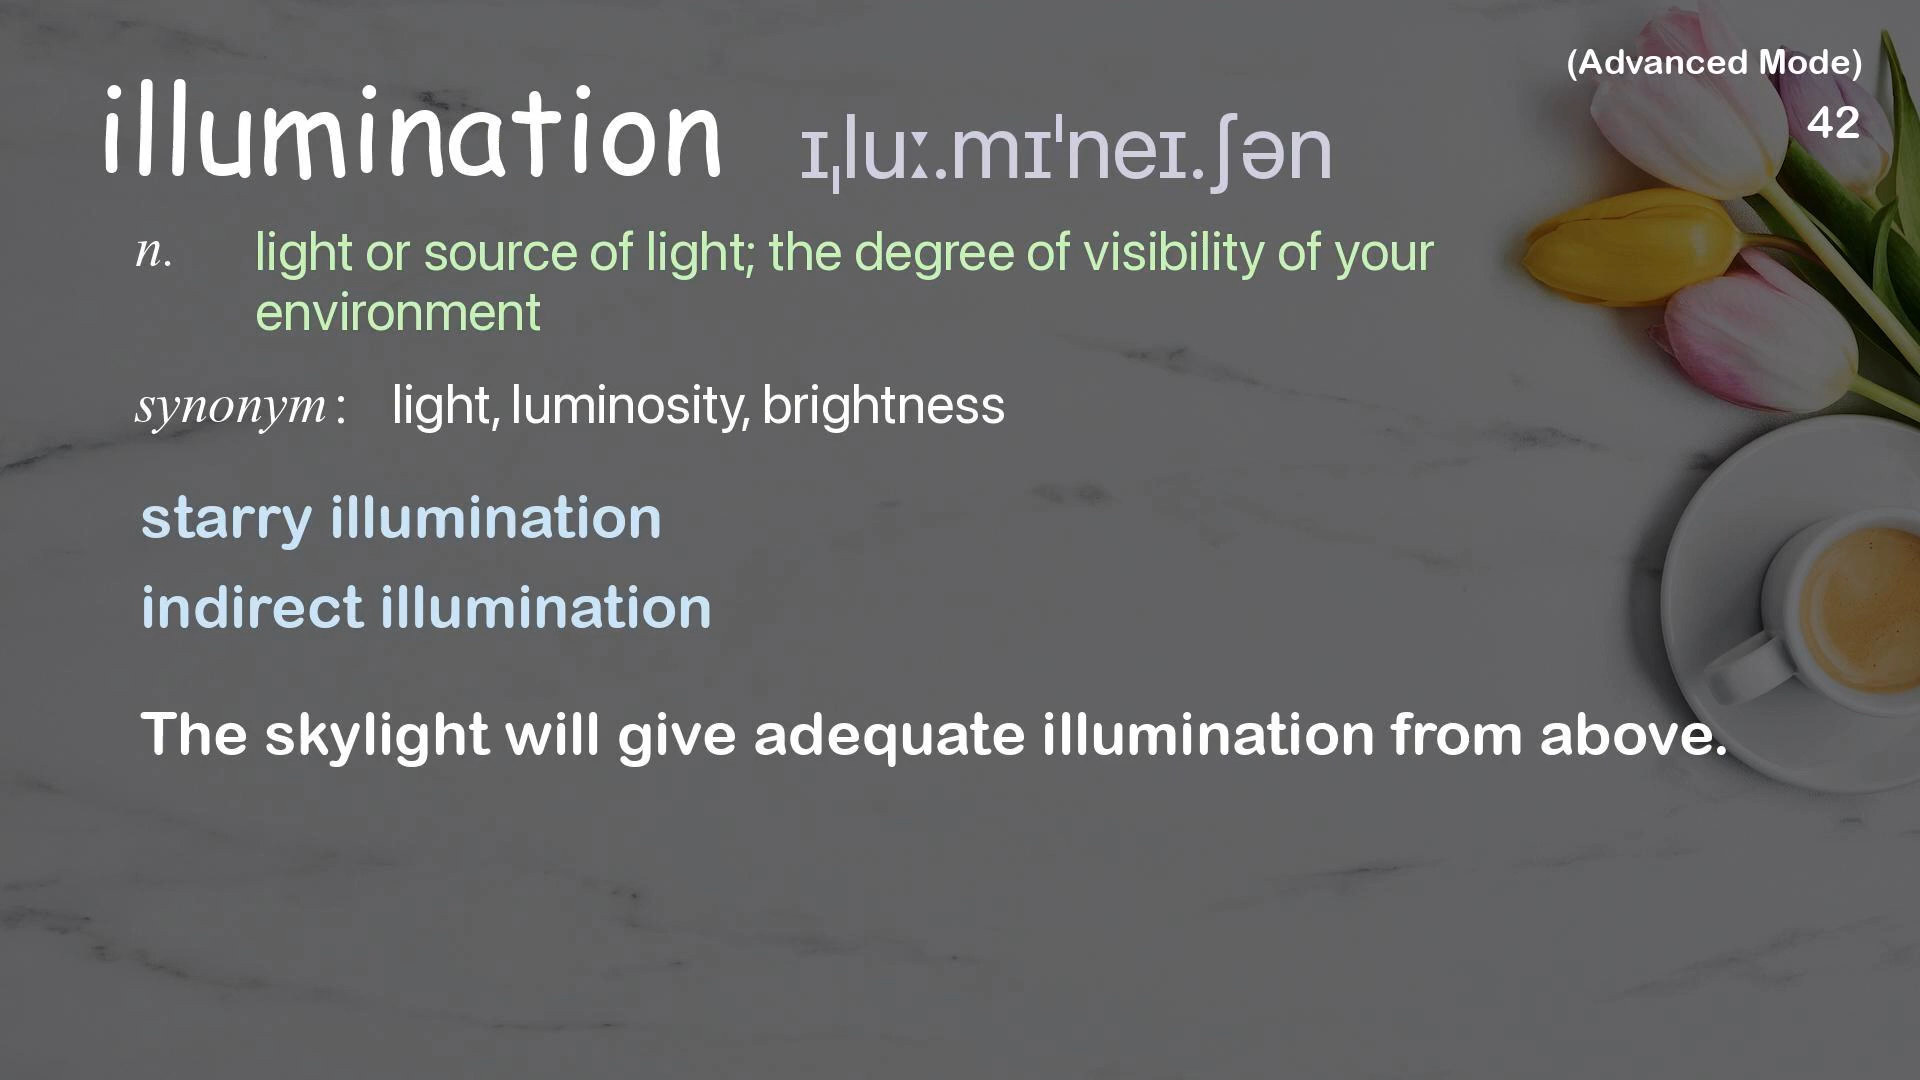 (Advanced Mode)
42
illumination ɪˌluː.mɪˈneɪ.ʃən
n. light or source of light; the degree of visibility of your
environment
synonym: light, luminosity, brightness
starry illumination
indirect illumination
The skylight will give adequate illumination from above.